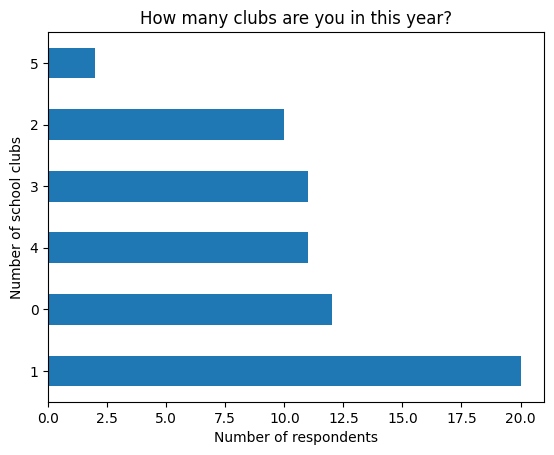 How many clubs are you in this year?
Number of school clubs
5
2
3
4
0
1
0.0 2.5 5.0 7.5 10.0 12.5 15.0 17.5 20.0
Number of respondents